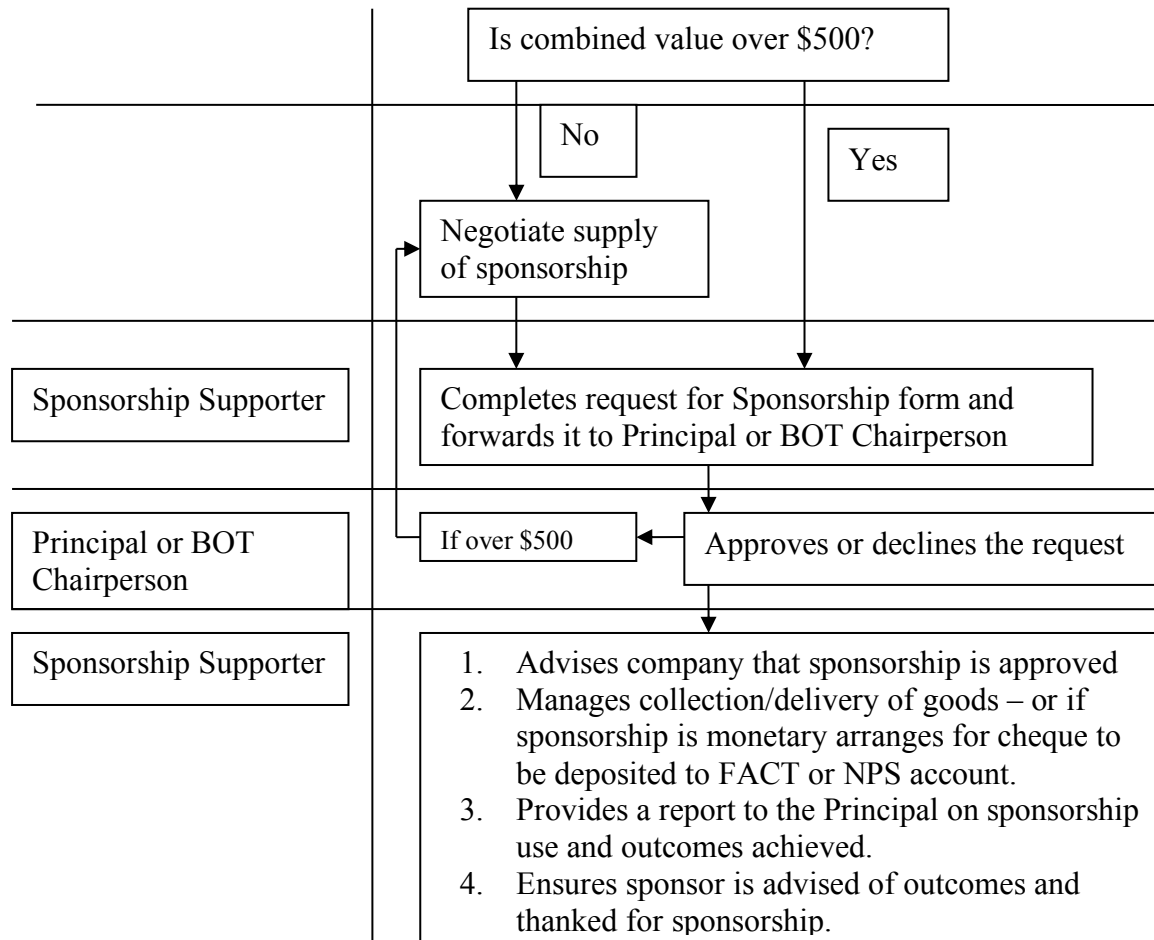 Is combined value over $500?
No
Yes
Negotiate supply
of sponsorship
Sponsorship Supporter
Completes request for Sponsorship form and
forwards it to Principal or BOT Chairperson
Principal or BOT
Chairperson
If over $500
Approves or declines the request
Sponsorship Supporter
1. Advises company that sponsorship is approved
2. Manages collection/delivery of goods – or if
sponsorship is monetary arranges for cheque to
be deposited to FACT or NPS account.
3. Provides a report to the Principal on sponsorship
use and outcomes achieved.
4. Ensures sponsor is advised of outcomes and
thanked for sponsorship.